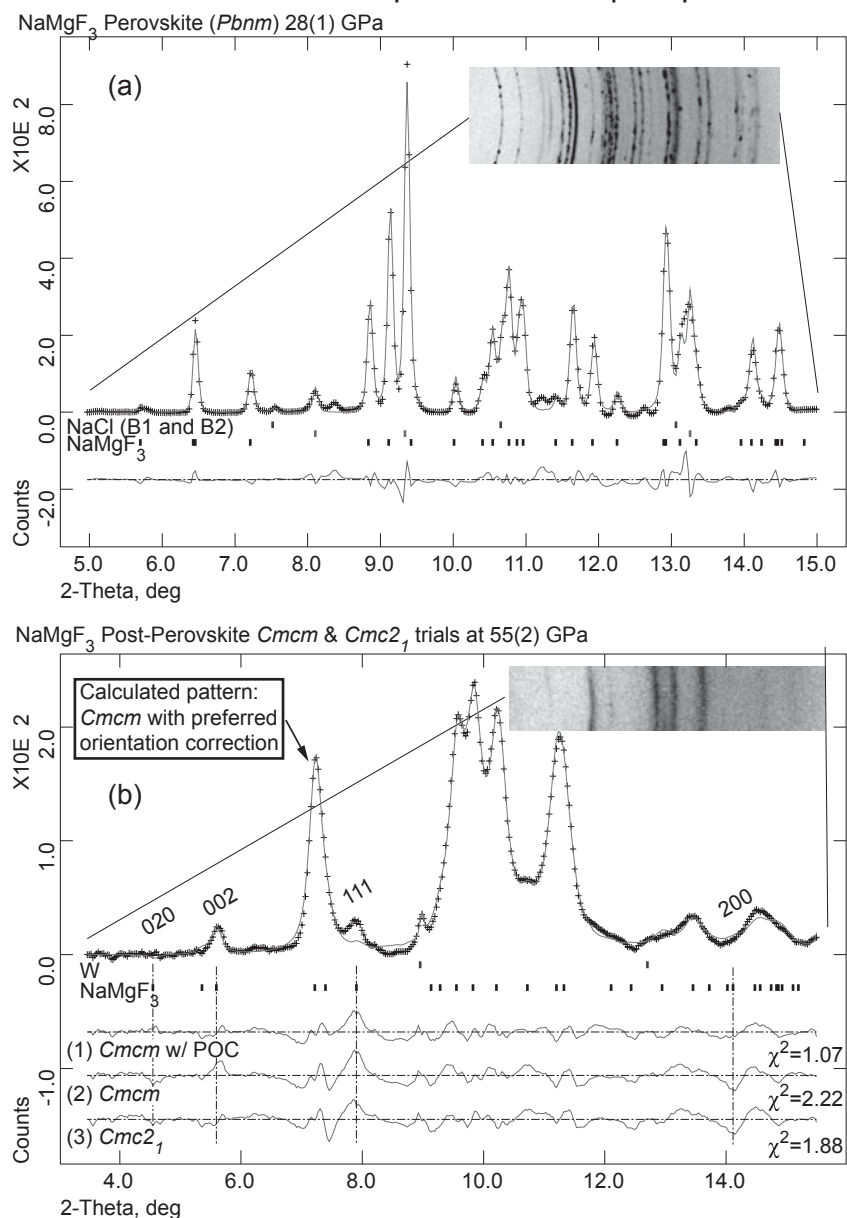 NaMgF3 Perovskite (Pbnm) 28(1) GPa
(a)
X10E 2
8.0
6.0
4.0
2.0
0.0
NaCl (B1 and B2)
NaMgF3
-2.0
Counts
5.0 6.0 7.0 8.0 9.0 10.0 11.0 12.0 13.0 14.0 15.0
2-Theta, deg
NaMgF3 Post-Perovskite Cmcm & Cmc21 trials at 55(2) GPa
Calculated pattern:
Cmcm with preferred
orientation correction
(b)
X10E 2
2.0
1.0
020 002 111 200
0.0
W
NaMgF3
(1) Cmcm w/ POC χ2=1.07
-1.0
(2) Cmcm χ2=2.22
Counts
(3) Cmc21 χ2=1.88
4.0 6.0 8.0 10.0 12.0 14.0
2-Theta, deg